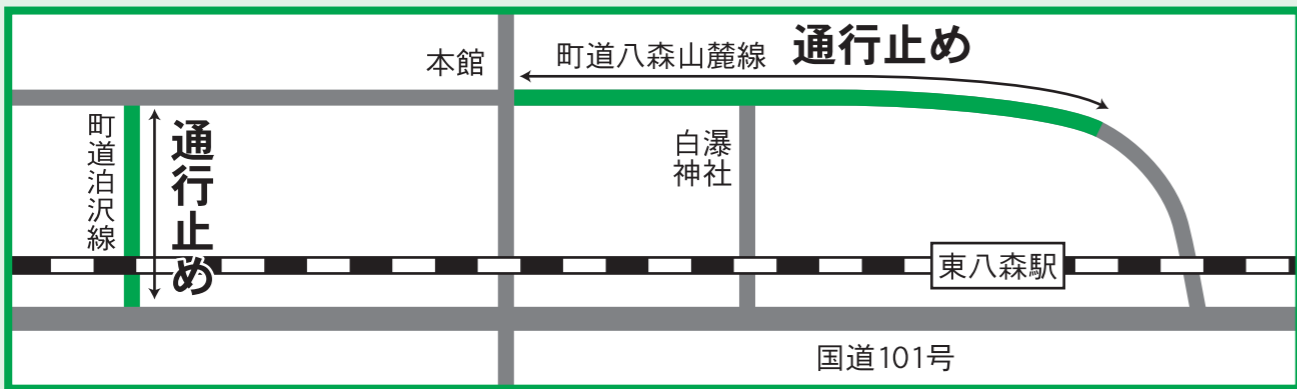 本館
町道八森山麓線
通行止め
町道泊沢線
通行止め
白瀑
神社
東八森駅
国道101号